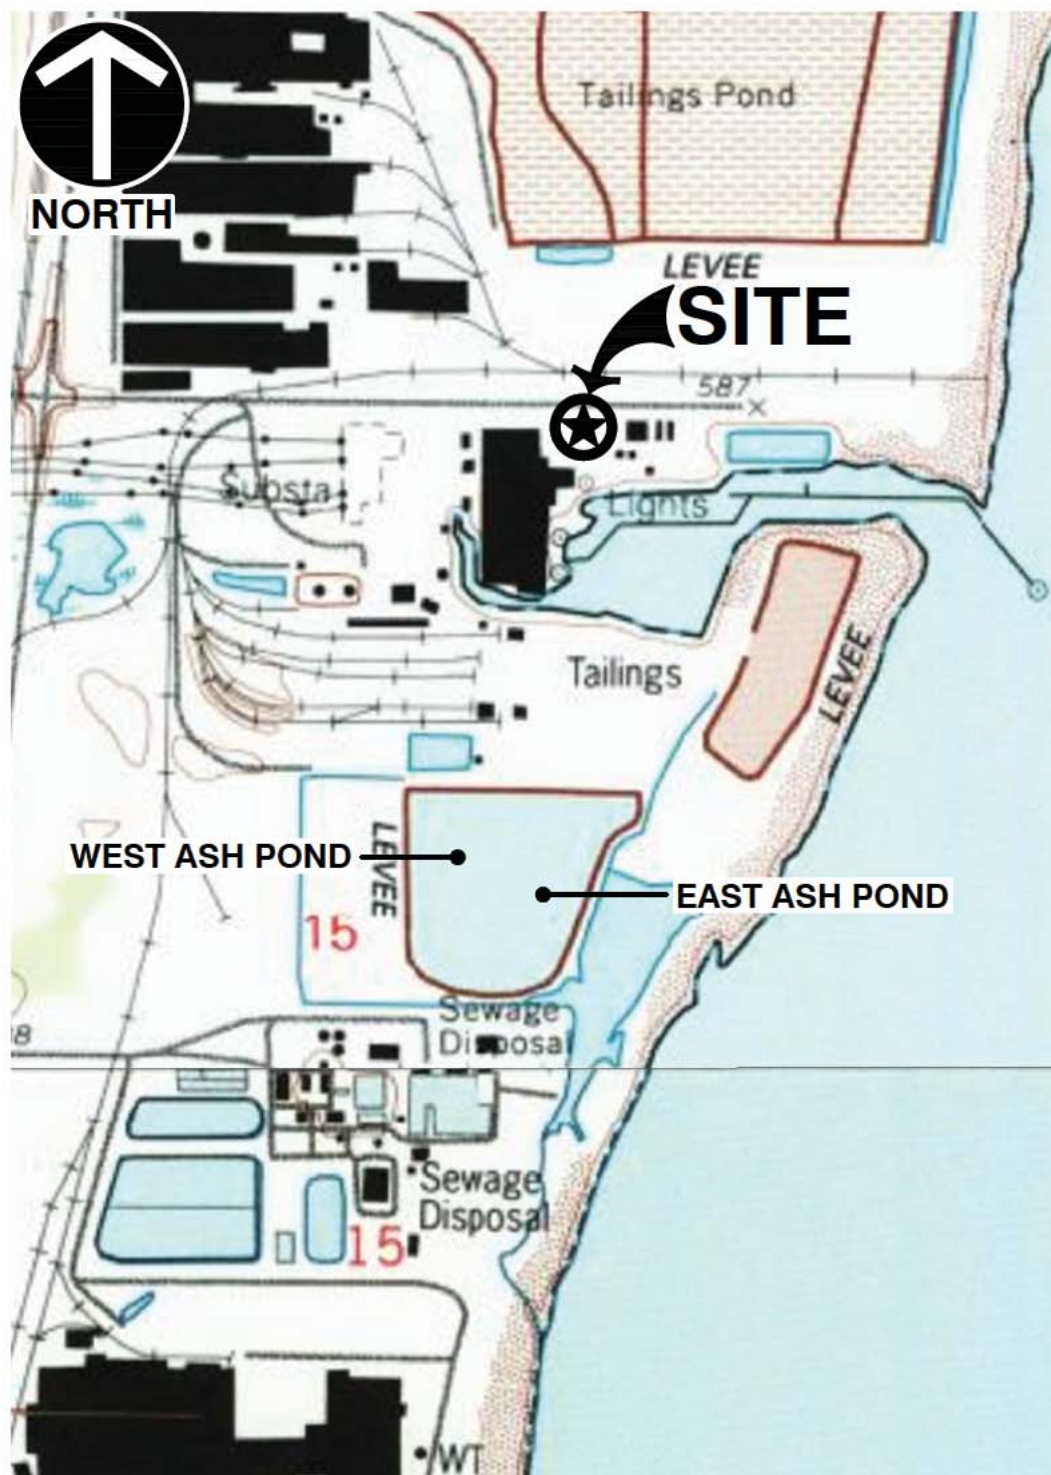 Tailings Pond
NORTH
LEVEE
SITE
587
Substa
Lights
Tailings
LEVEE
LEVEE
WEST ASH POND
EAST ASH POND
15
Sewage
Disposal
8
Sewage
Disposal
15
WT